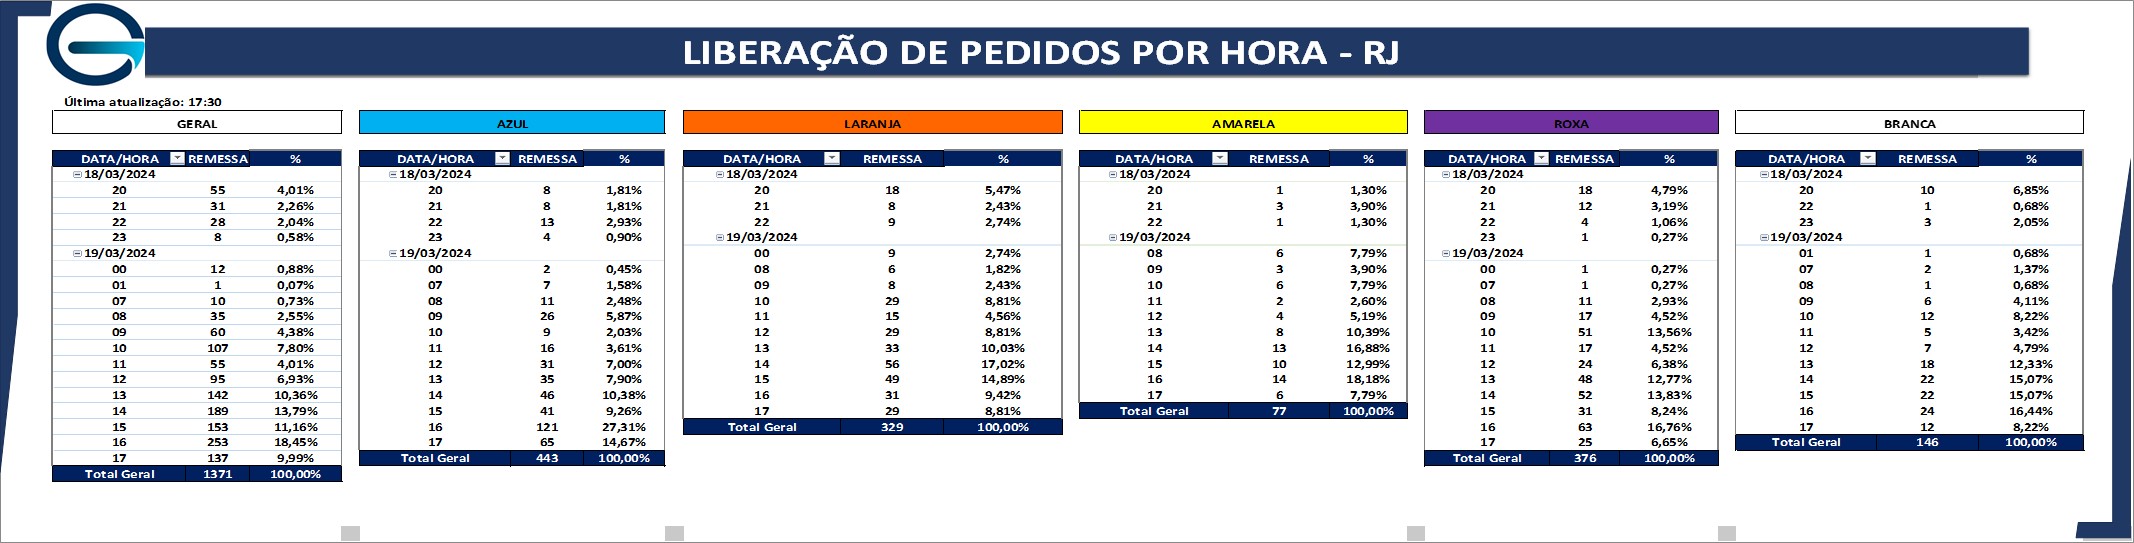 LIBERAÇÃO DE PEDIDOS POR HORA - RJ
Última atualização: 17:30
GERAL
DATA/HORA REMESSA %
18/03/2024
20 55 4,01%
21 31 2,26%
22 28 2,04%
23 8 0,58%
19/03/2024
00 12 0,88%
01 1 0,07%
07 10 0,73%
08 35 2,55%
09 60 4,38%
10 107 7,80%
11 55 4,01%
12 95 6,93%
13 142 10,36%
14 189 13,79%
15 153 11,16%
16 253 18,45%
17 137 9,99%
Total Geral 1371 100,00%
AZUL
DATA/HORA REMESSA %
18/03/2024
20 8 1,81%
21 8 1,81%
22 13 2,93%
23 4 0,90%
19/03/2024
00 2 0,45%
07 7 1,58%
08 11 2,48%
09 26 5,87%
10 9 2,03%
11 16 3,61%
12 31 7,00%
13 35 7,90%
14 46 10,38%
15 41 9,26%
16 121 27,31%
17 65 14,67%
Total Geral 443 100,00%
LARANJA
DATA/HORA REMESSA %
18/03/2024
20 18 5,47%
21 8 2,43%
22 9 2,74%
19/03/2024
00 9 2,74%
08 6 1,82%
09 8 2,43%
10 29 8,81%
11 15 4,56%
12 29 8,81%
13 33 10,03%
14 56 17,02%
15 49 14,89%
16 31 9,42%
17 29 8,81%
Total Geral 329 100,00%
AMARELA
DATA/HORA REMESSA %
18/03/2024
20 1 1,30%
21 3 3,90%
22 1 1,30%
19/03/2024
08 6 7,79%
09 3 3,90%
10 6 7,79%
11 2 2,60%
12 4 5,19%
13 8 10,39%
14 13 16,88%
15 10 12,99%
16 14 18,18%
17 6 7,79%
Total Geral 77 100,00%
ROXA
DATA/HORA REMESSA %
18/03/2024
20 18 4,79%
21 12 3,19%
22 4 1,06%
23 1 0,27%
19/03/2024
00 1 0,27%
07 1 0,27%
08 11 2,93%
09 17 4,52%
10 51 13,56%
11 17 4,52%
12 24 6,38%
13 48 12,77%
14 52 13,83%
15 31 8,24%
16 63 16,76%
17 25 6,65%
Total Geral 376 100,00%
BRANCA
DATA/HORA REMESSA %
18/03/2024
20 10 6,85%
22 1 0,68%
23 3 2,05%
19/03/2024
01 1 0,68%
07 2 1,37%
08 1 0,68%
09 6 4,11%
10 12 8,22%
11 5 3,42%
12 7 4,79%
13 18 12,33%
14 22 15,07%
15 22 15,07%
16 24 16,44%
17 12 8,22%
Total Geral 146 100,00%